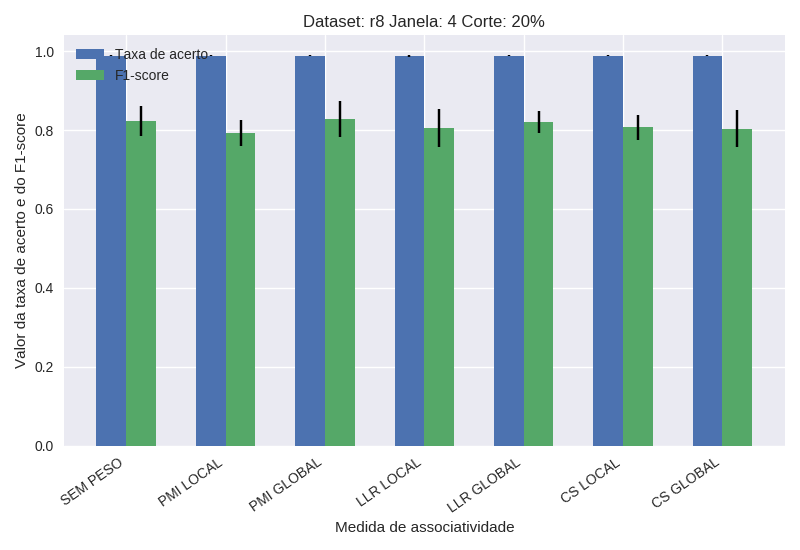 Dataset: r8 Janela: 4 Corte: 20%
Taxa de acerto
F1-score
Valor da taxa de acerto e do F1-score
1.0
0.8
0.6
0.4
0.2
0.0
SEM PESO
PMI LOCAL
PMI GLOBAL
LLR LOCAL
LLR GLOBAL
CS LOCAL
CS GLOBAL
Medida de associatividade